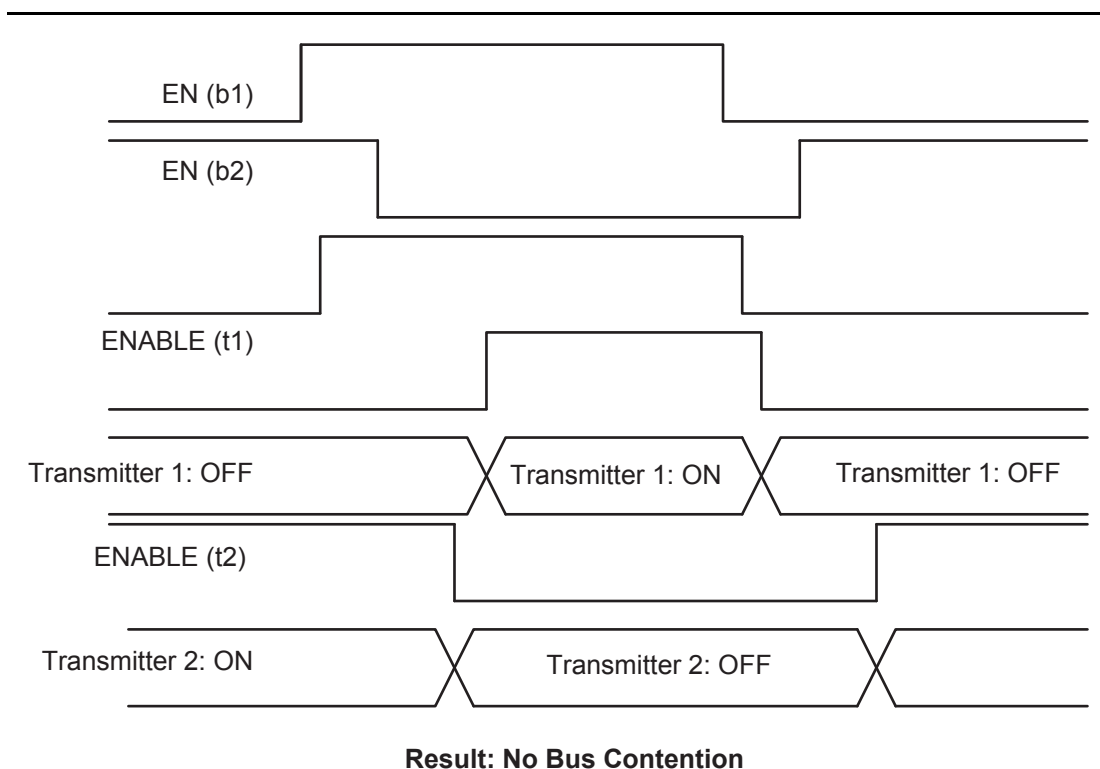 EN (b1)
EN (b2)
ENABLE (t1)
Transmitter 1: OFF
Transmitter 1: ON
Transmitter 1: OFF
ENABLE (t2)
Transmitter 2: ON
Transmitter 2: OFF
Result: No Bus Contention